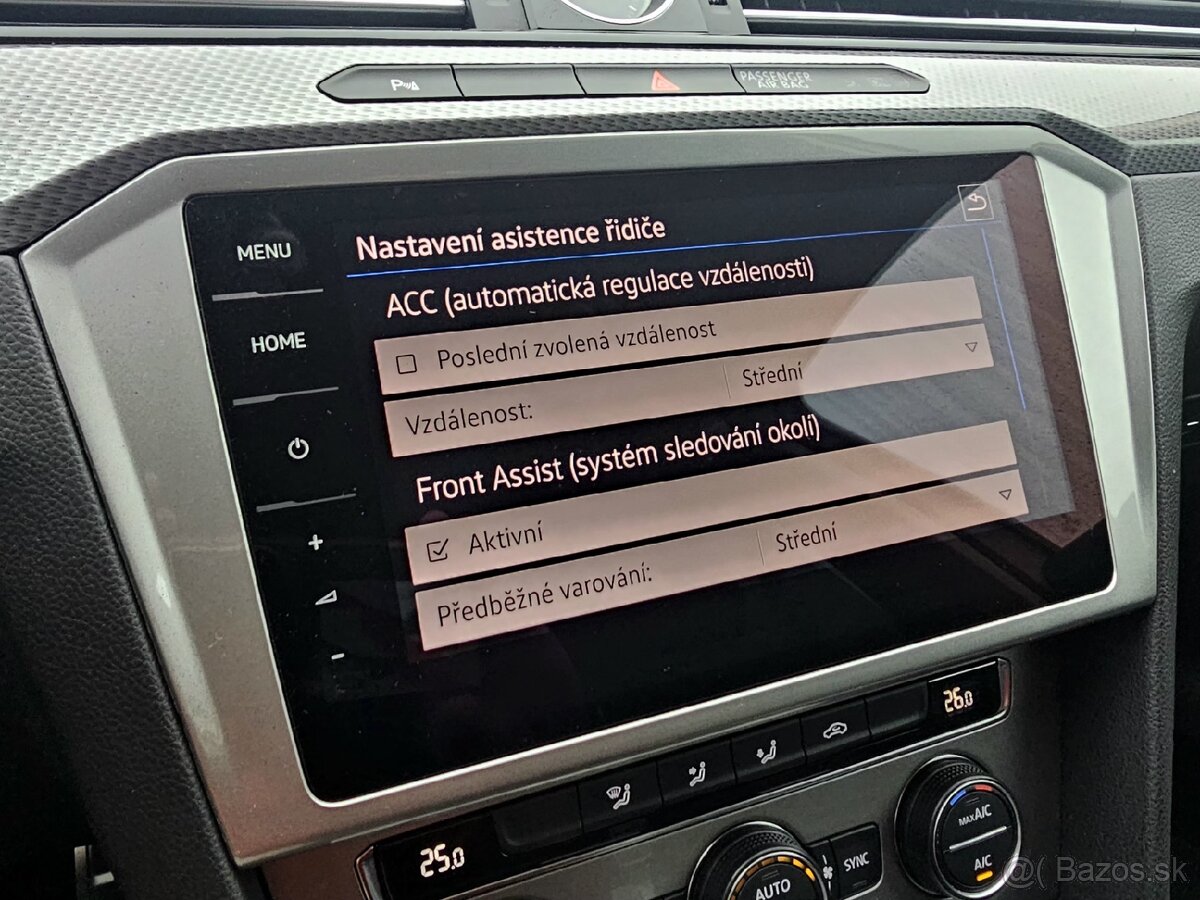 PASSENGER
AIR BAG
MENU
HOME
Nastavení asistence řidiče
ACC (automatická regulace vzdálenosti)
Poslední zvolená vzdálenost
Vzdálenost: Střední
Front Assist (systém sledování okolí)
Aktivní
Předběžné varování: Střední
26.0
25.0
MAX A/C
SYNC
A/C
AUTO
@( Bazos.sk